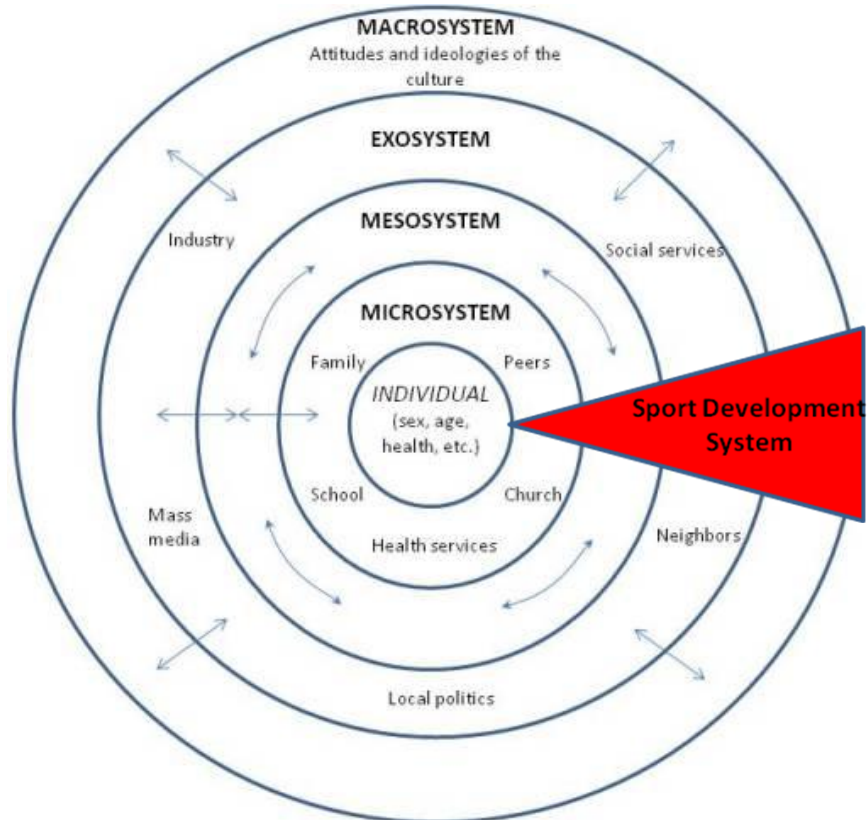 MACROSYSTEM
Attitudes and ideologies of the
culture
EXOSYSTEM
MESOSYSTEM
Industry
Social services
MICROSYSTEM
Family
Peers
INDIVIDUAL
(sex, age,
health, etc.)
Sport Development
System
School
Church
Mass
media
Health services
Neighbors
Local politics